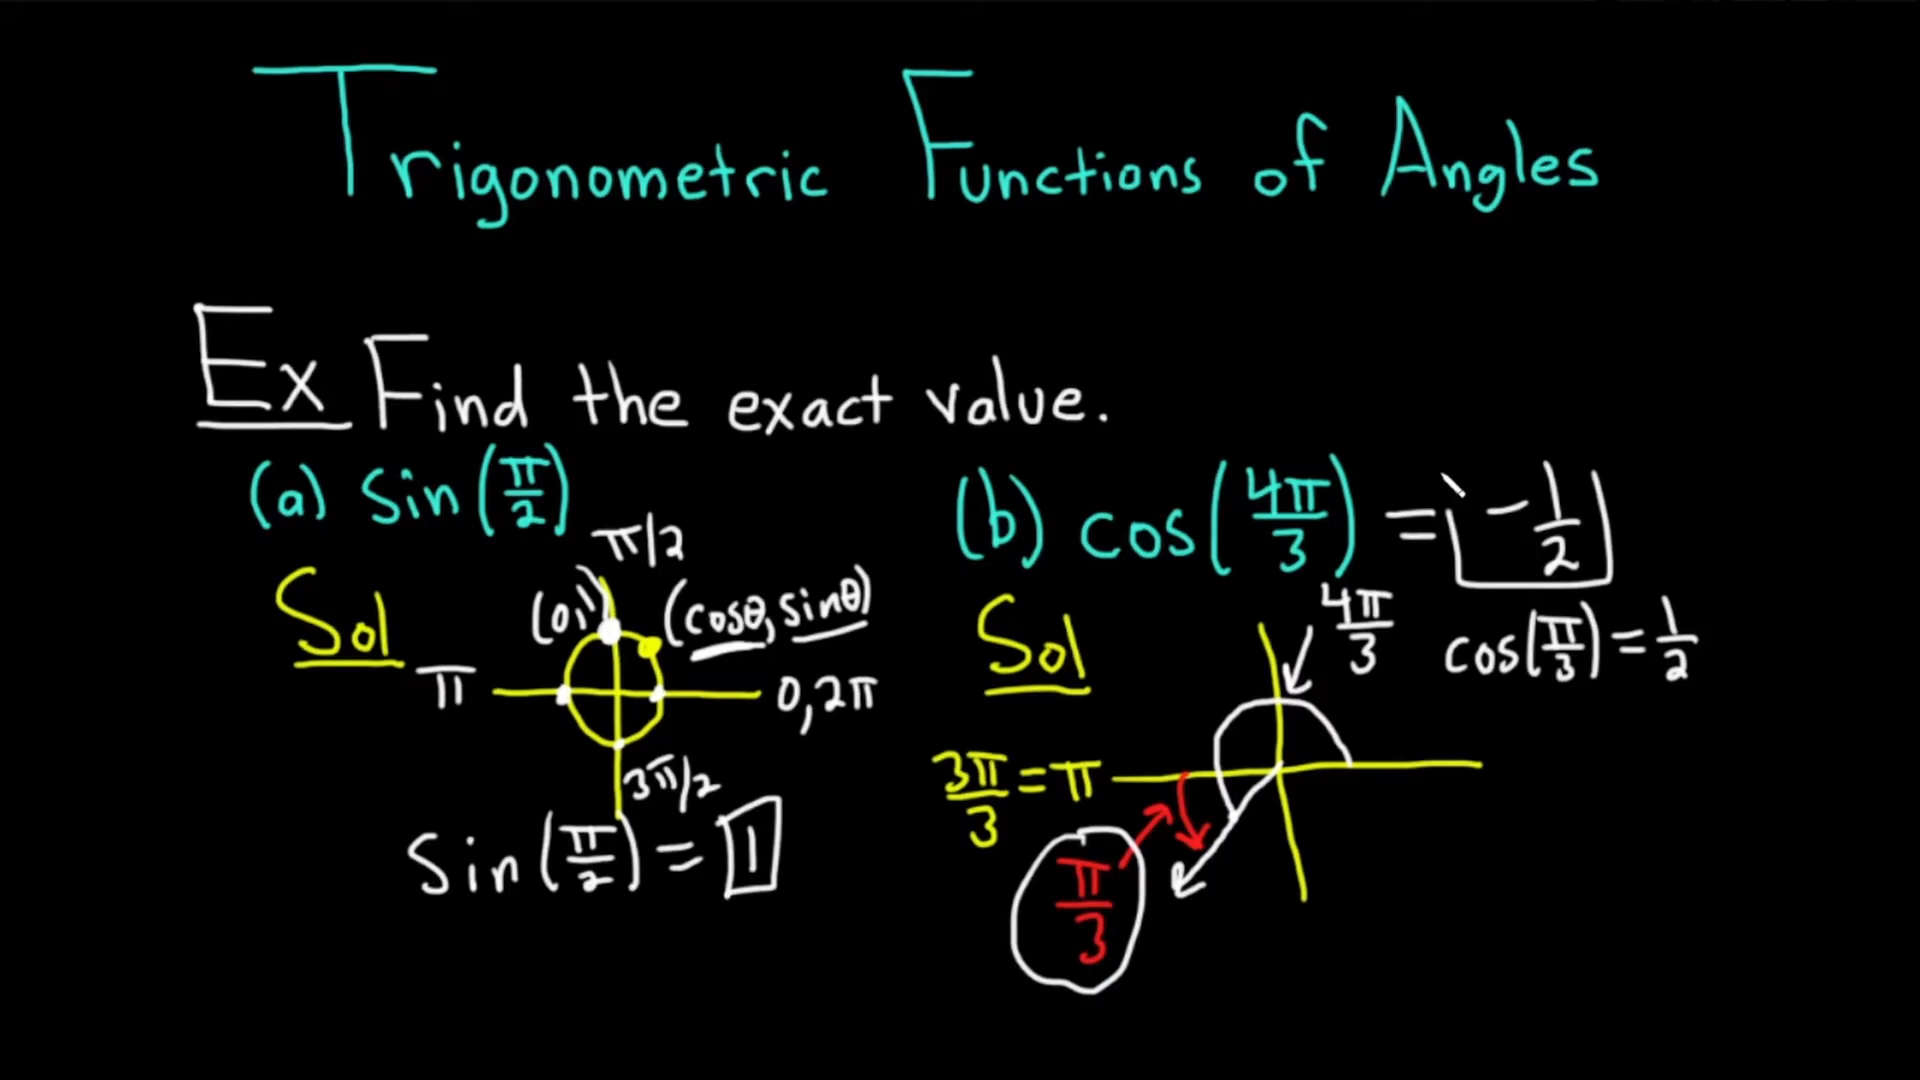 Trigonometric Functions of Angles
Ex Find the exact value.
(a) sin(π/2)
Sol
π/2
(0,1)
(cosθ, sinθ)
π
0, 2π
3π/2
Sin(π/2) = 1
(b) cos(4π/3) = -1/2
Sol
4π/3
cos(π/3) = 1/2
3π/3 = π
π/3